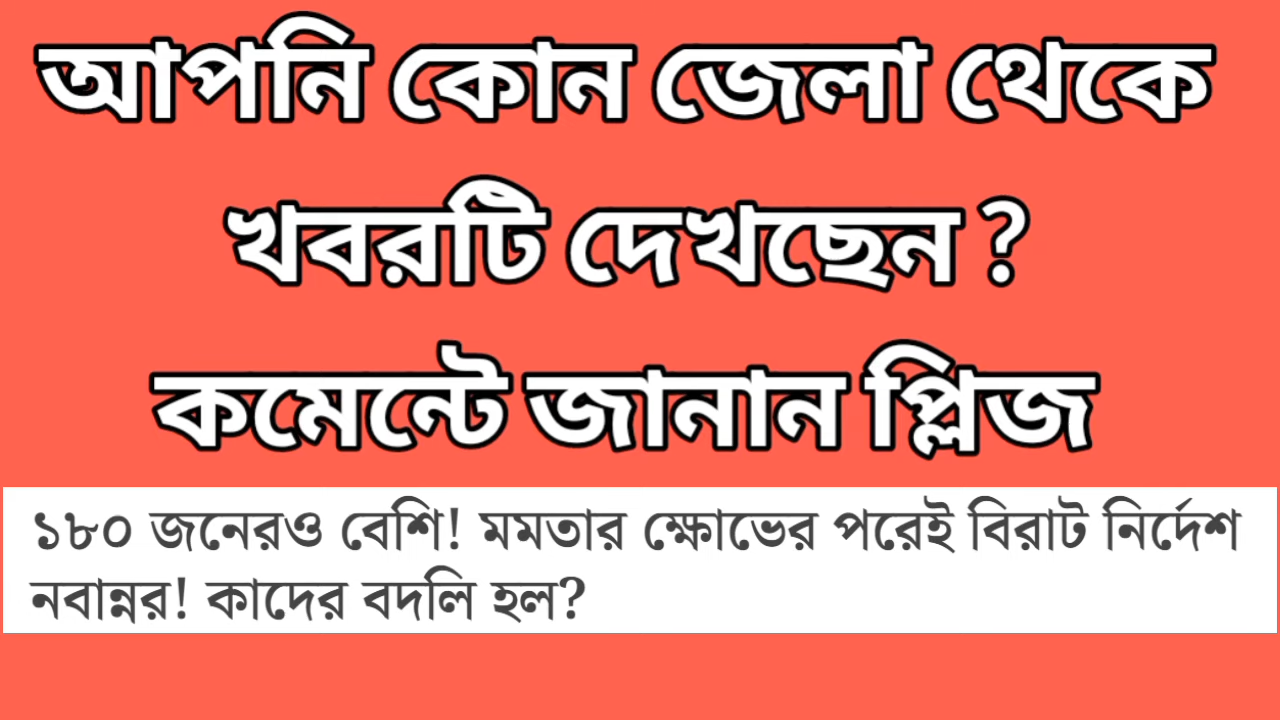 আপনি কোন জেলা থেকে
খবরটি দেখছেন ?
কমেন্টে জানান প্লিজ
১৮০ জনেরও বেশি! মমতার ক্ষোভের পরেই বিরাট নির্দেশ
নবান্নর! কাদের বদলি হল?